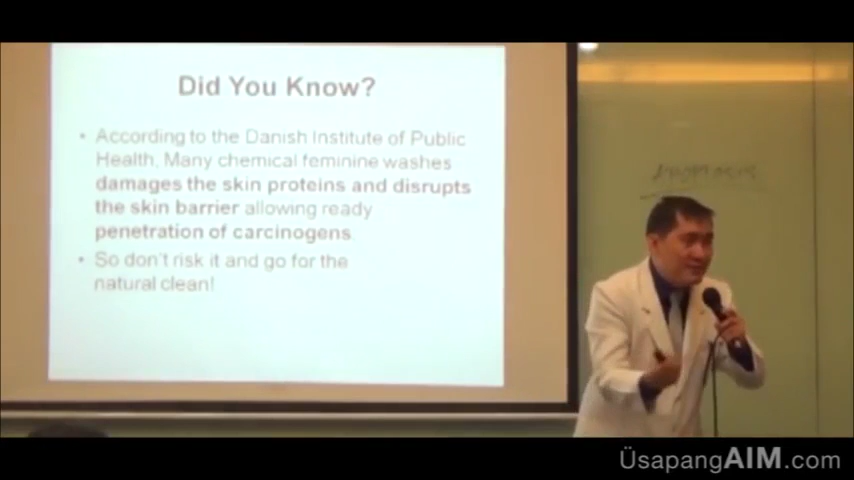 Did You Know?
• According to the Danish Institute of Public
Health, Many chemical feminine washes
damages the skin proteins and disrupts
the skin barrier allowing ready
penetration of carcinogens.
• So don't risk it and go for the
natural clean!
ÜsapangAIM.com